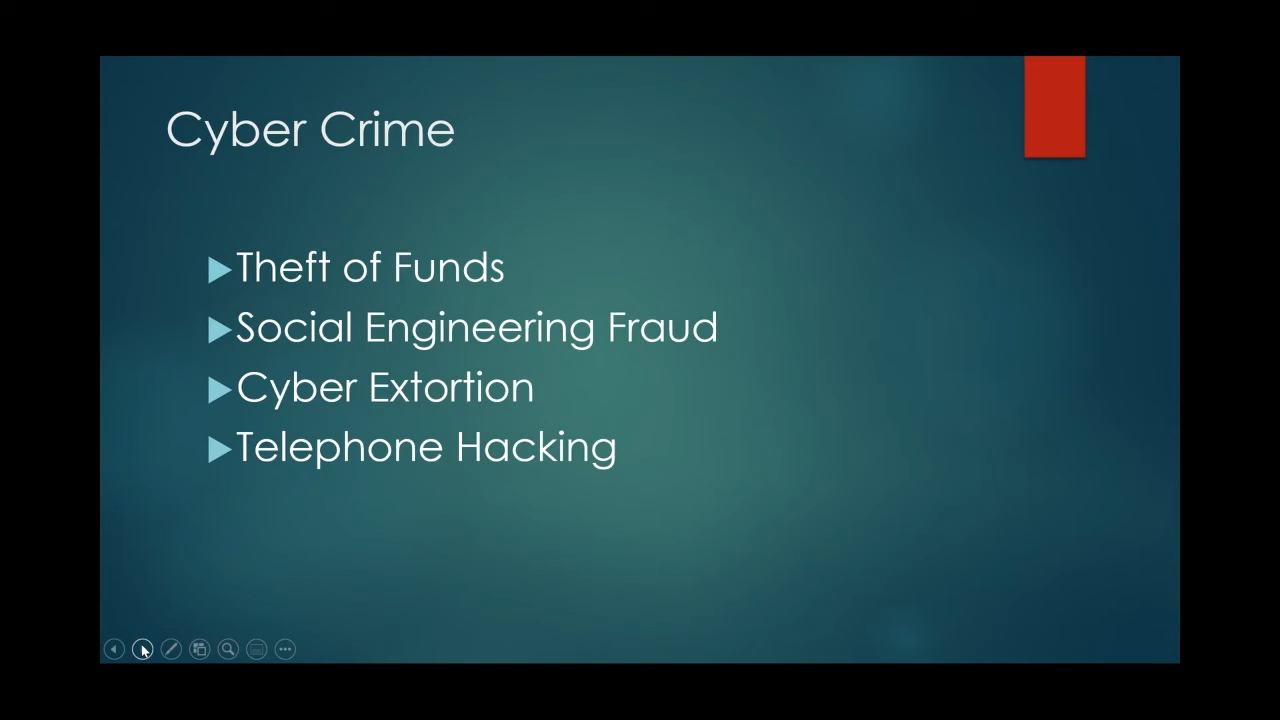 Cyber Crime
Theft of Funds
Social Engineering Fraud
Cyber Extortion
Telephone Hacking